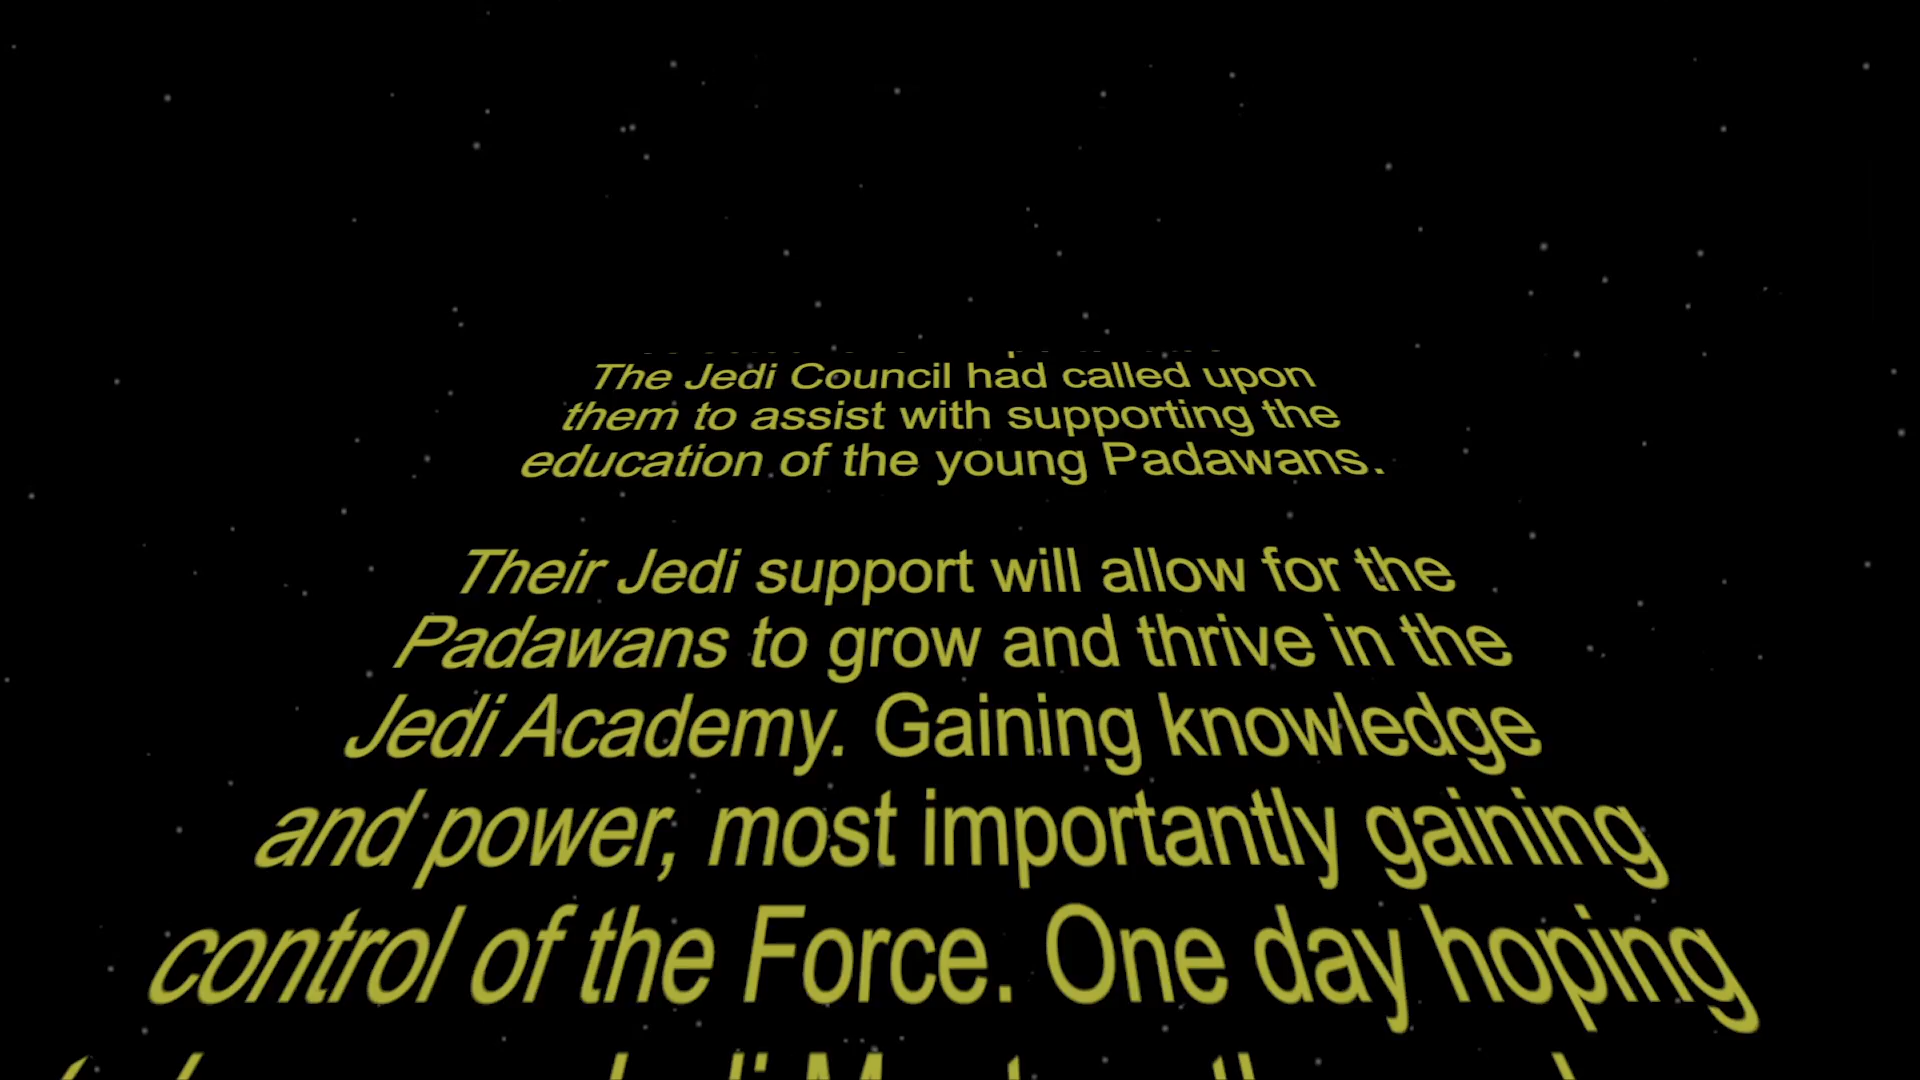 The Jedi Council had called upon
them to assist with supporting the
education of the young Padawans.
Their Jedi support will allow for the
Padawans to grow and thrive in the
Jedi Academy. Gaining knowledge
and power, most importantly gaining
control of the Force. One day hoping